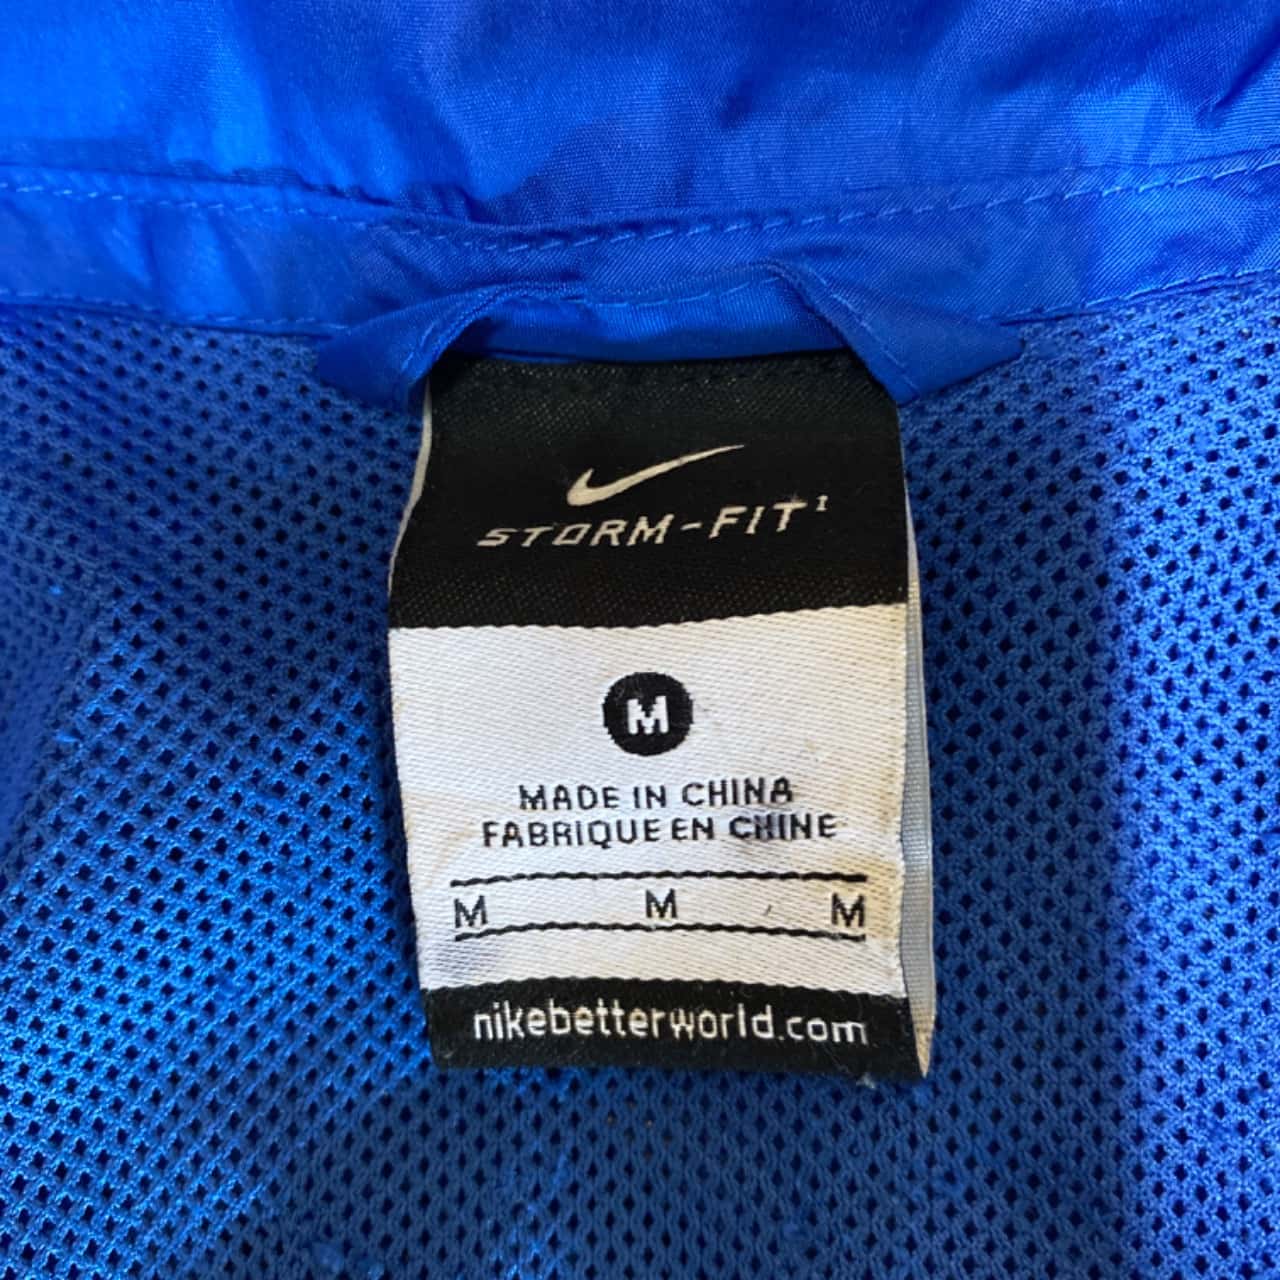 STORM-FIT¹
M
MADE IN CHINA
FABRIQUE EN CHINE
M M M
nikebetterworld.com